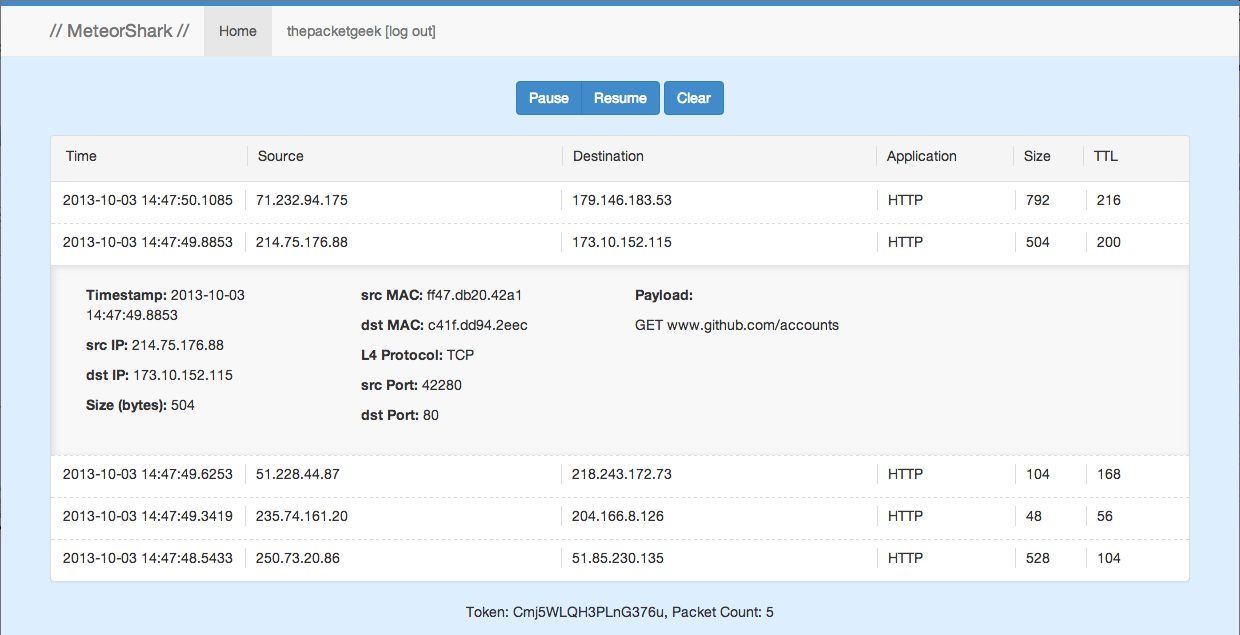 // MeteorShark // Home thepacketgeek [log out]
Pause Resume Clear
Time Source Destination Application Size TTL
2013-10-03 14:47:50.1085 71.232.94.175 179.146.183.53 HTTP 792 216
2013-10-03 14:47:49.8853 214.75.176.88 173.10.152.115 HTTP 504 200
Timestamp: 2013-10-03
14:47:49.8853
src IP: 214.75.176.88
dst IP: 173.10.152.115
Size (bytes): 504
src MAC: ff47.db20.42a1
dst MAC: c41f.dd94.2eec
L4 Protocol: TCP
src Port: 42280
dst Port: 80
Payload:
GET www.github.com/accounts
2013-10-03 14:47:49.6253 51.228.44.87 218.243.172.73 HTTP 104 168
2013-10-03 14:47:49.3419 235.74.161.20 204.166.8.126 HTTP 48 56
2013-10-03 14:47:48.5433 250.73.20.86 51.85.230.135 HTTP 528 104
Token: Cmj5WLQH3PLnG376u, Packet Count: 5